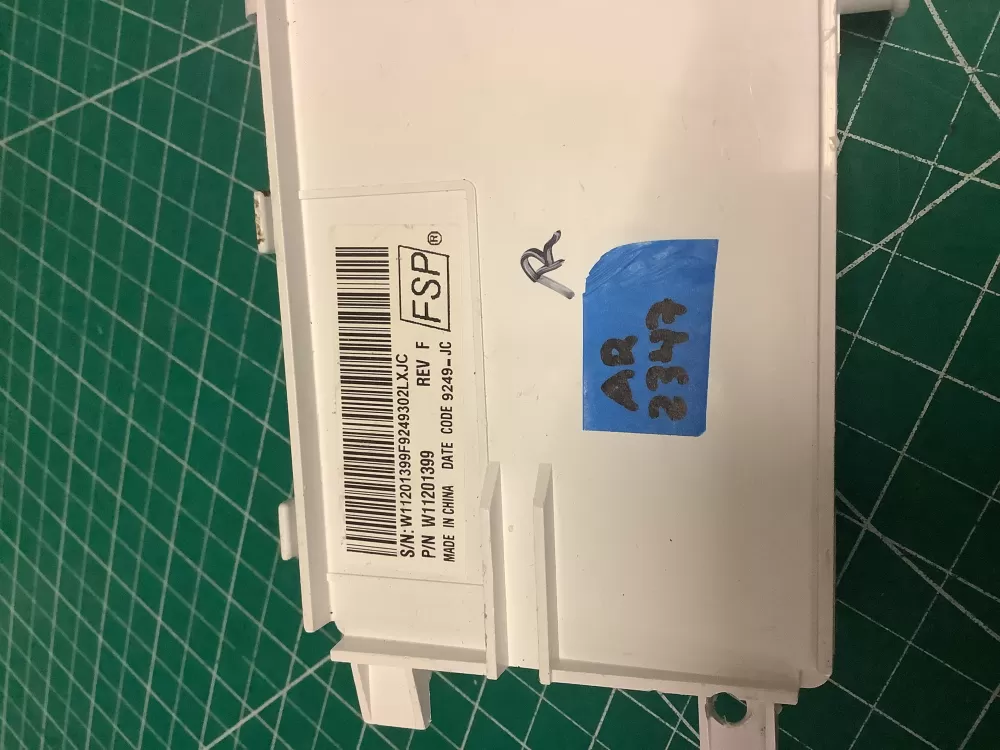 S/N: W11201399F9249302LXJC
P/N W11201399 REV F
MADE IN CHINA DATE CODE 9249-JC
FSP®
R
AR
2347